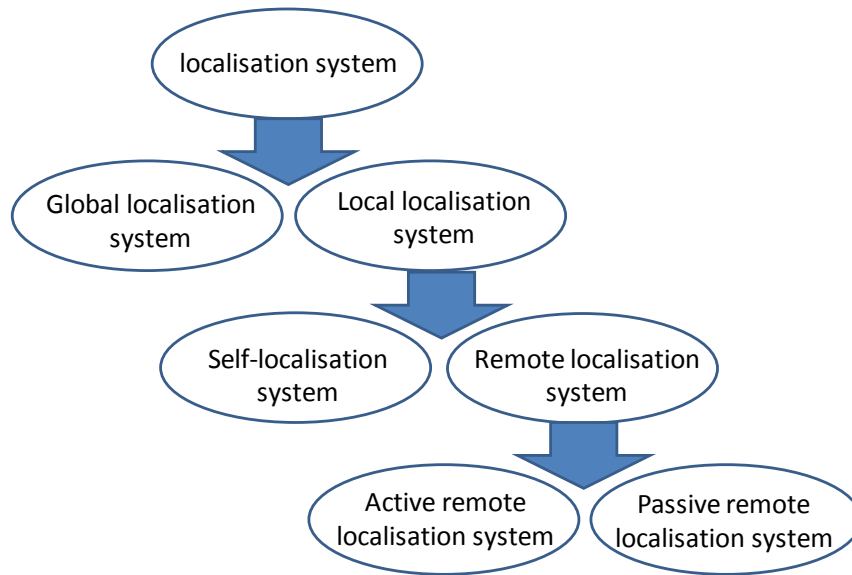 localisation system
Global localisation
system
Local localisation
system
Self-localisation
system
Remote localisation
system
Active remote
localisation system
Passive remote
localisation system